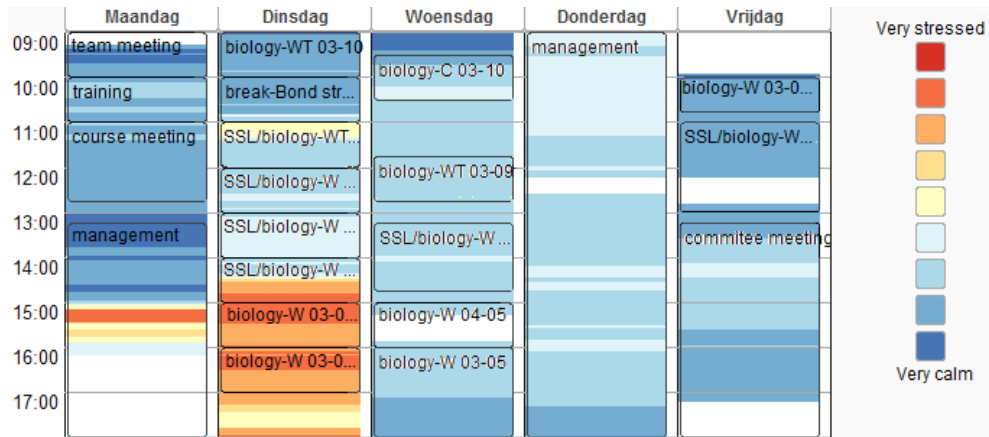 Maandag Dinsdag Woensdag Donderdag Vrijdag
Very stressed
09:00 team meeting biology-WT 03-10 management
biology-C 03-10
10:00 training break-Bond str... biology-W 03-0...
11:00 course meeting SSL/biology-WT... SSL/biology-W...
12:00 SSL/biology-W ... biology-WT 03-09
13:00 management SSL/biology-W ... SSL/biology-W ... commitee meeting
14:00 SSL/biology-W ...
15:00 biology-W 03-0... biology-W 04-05
16:00 biology-W 03-0... biology-W 03-05
Very calm
17:00